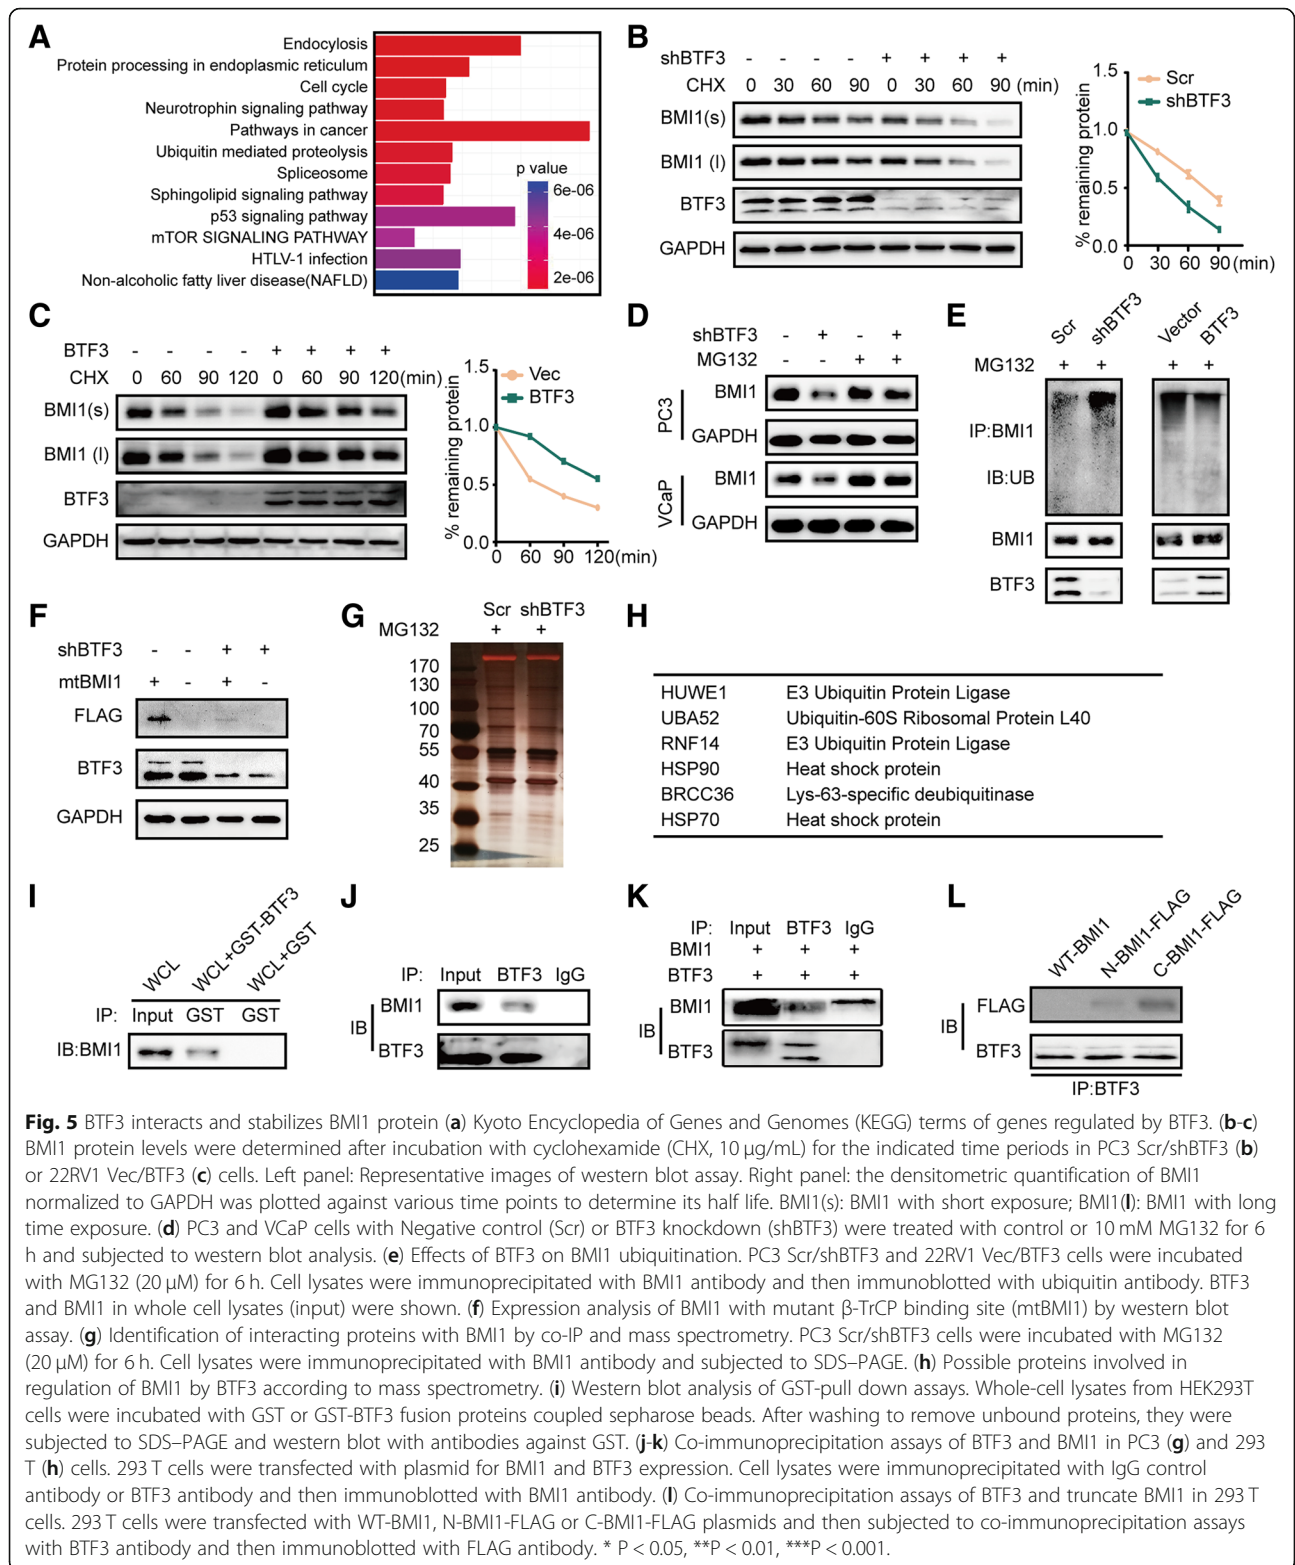 A
Endocylosis
Protein processing in endoplasmic reticulum
Cell cycle
Neurotrophin signaling pathway
Pathways in cancer
Ubiquitin mediated proteolysis
Spliceosome
Sphingolipid signaling pathway
p53 signaling pathway
mTOR SIGNALING PATHWAY
HTLV-1 infection
Non-alcoholic fatty liver disease(NAFLD)
p value
6e-06
4e-06
2e-06
B
shBTF3 - - - - + + + +
CHX 0 30 60 90 0 30 60 90 (min)
BMI1(s)
BMI1 (l)
BTF3
GAPDH
% remaining protein
1.5
1.0
0.5
0.0
Scr
shBTF3
0 30 60 90(min)
C
BTF3 - - - - + + + +
CHX 0 60 90 120 0 60 90 120(min)
BMI1(s)
BMI1 (l)
BTF3
GAPDH
% remaining protein
1.5
1.0
0.5
0.0
Vec
BTF3
0 60 90 120(min)
D
shBTF3 - + - +
MG132 - - + +
PC3
BMI1
GAPDH
VCaP
BMI1
GAPDH
E
Scr shBTF3 Vector BTF3
MG132 + + + +
IP:BMI1
IB:UB
BMI1
BTF3
F
shBTF3 - - + +
mtBMI1 + - + -
FLAG
BTF3
GAPDH
G
Scr shBTF3
MG132 + +
170
130
100
70
55
40
35
25
H
HUWE1 E3 Ubiquitin Protein Ligase
UBA52 Ubiquitin-60S Ribosomal Protein L40
RNF14 E3 Ubiquitin Protein Ligase
HSP90 Heat shock protein
BRCC36 Lys-63-specific deubiquitinase
HSP70 Heat shock protein
I
WCL WCL+GST-BTF3 WCL+GST
IP: Input GST GST
IB:BMI1
J
IP: Input BTF3 IgG
IB
BMI1
BTF3
K
IP: Input BTF3 IgG
BMI1 + + +
BTF3 + + +
IB
BMI1
BTF3
L
WT-BMI1 N-BMI1-FLAG C-BMI1-FLAG
IB
FLAG
BTF3
IP:BTF3
Fig. 5 BTF3 interacts and stabilizes BMI1 protein (a) Kyoto Encyclopedia of Genes and Genomes (KEGG) terms of genes regulated by BTF3. (b-c)
BMI1 protein levels were determined after incubation with cyclohexamide (CHX, 10 μg/mL) for the indicated time periods in PC3 Scr/shBTF3 (b)
or 22RV1 Vec/BTF3 (c) cells. Left panel: Representative images of western blot assay. Right panel: the densitometric quantification of BMI1
normalized to GAPDH was plotted against various time points to determine its half life. BMI1(s): BMI1 with short exposure; BMI1(l): BMI1 with long
time exposure. (d) PC3 and VCaP cells with Negative control (Scr) or BTF3 knockdown (shBTF3) were treated with control or 10 mM MG132 for 6
h and subjected to western blot analysis. (e) Effects of BTF3 on BMI1 ubiquitination. PC3 Scr/shBTF3 and 22RV1 Vec/BTF3 cells were incubated
with MG132 (20 μM) for 6 h. Cell lysates were immunoprecipitated with BMI1 antibody and then immunoblotted with ubiquitin antibody. BTF3
and BMI1 in whole cell lysates (input) were shown. (f) Expression analysis of BMI1 with mutant β-TrCP binding site (mtBMI1) by western blot
assay. (g) Identification of interacting proteins with BMI1 by co-IP and mass spectrometry. PC3 Scr/shBTF3 cells were incubated with MG132
(20 μM) for 6 h. Cell lysates were immunoprecipitated with BMI1 antibody and subjected to SDS–PAGE. (h) Possible proteins involved in
regulation of BMI1 by BTF3 according to mass spectrometry. (i) Western blot analysis of GST-pull down assays. Whole-cell lysates from HEK293T
cells were incubated with GST or GST-BTF3 fusion proteins coupled sepharose beads. After washing to remove unbound proteins, they were
subjected to SDS–PAGE and western blot with antibodies against GST. (j-k) Co-immunoprecipitation assays of BTF3 and BMI1 in PC3 (g) and 293
T (h) cells. 293 T cells were transfected with plasmid for BMI1 and BTF3 expression. Cell lysates were immunoprecipitated with IgG control
antibody or BTF3 antibody and then immunoblotted with BMI1 antibody. (l) Co-immunoprecipitation assays of BTF3 and truncate BMI1 in 293 T
cells. 293 T cells were transfected with WT-BMI1, N-BMI1-FLAG or C-BMI1-FLAG plasmids and then subjected to co-immunoprecipitation assays
with BTF3 antibody and then immunoblotted with FLAG antibody. * P < 0.05, **P < 0.01, ***P < 0.001.